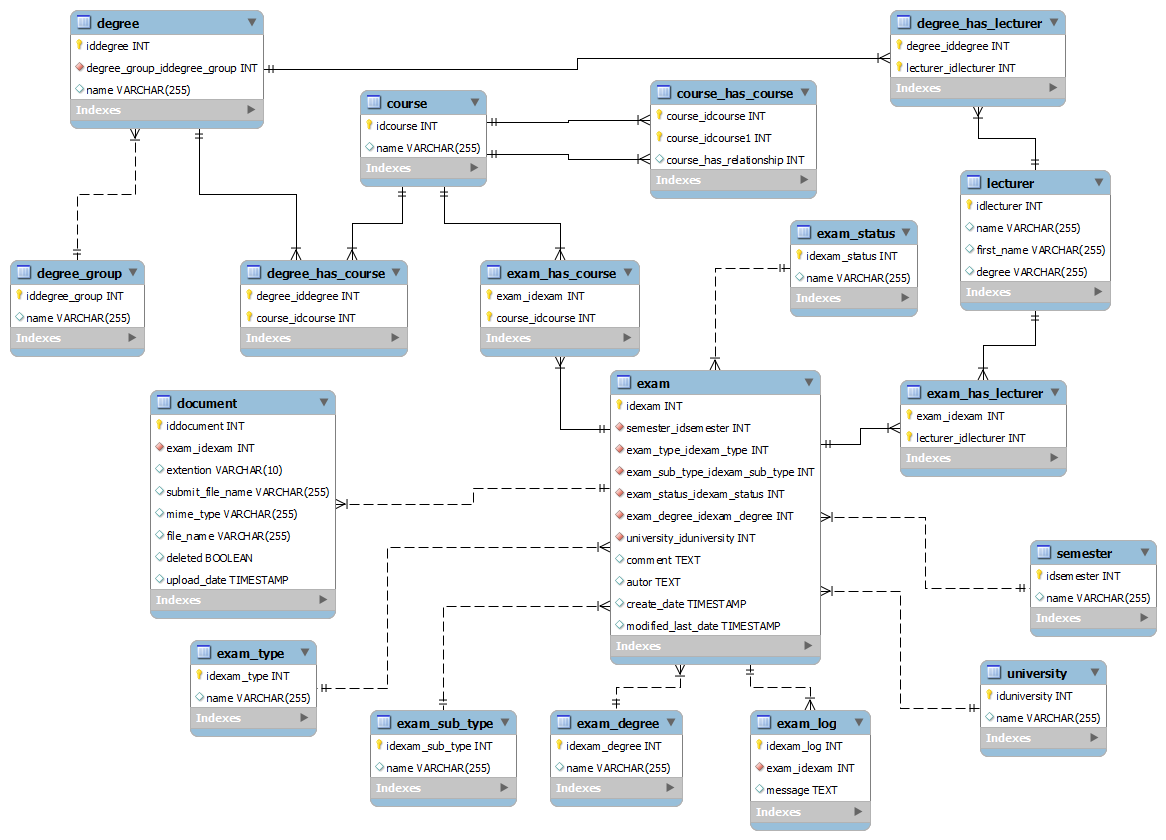 degree
iddegree INT
degree_group_iddegree_group INT
name VARCHAR(255)
Indexes
degree_has_lecturer
degree_iddegree INT
lecturer_idlecturer INT
Indexes
course
idcourse INT
name VARCHAR(255)
Indexes
course_has_course
course_idcourse INT
course_idcourse1 INT
course_has_relationship INT
Indexes
lecturer
idlecturer INT
name VARCHAR(255)
first_name VARCHAR(255)
degree VARCHAR(255)
Indexes
exam_status
idexam_status INT
name VARCHAR(255)
Indexes
degree_group
iddegree_group INT
name VARCHAR(255)
Indexes
degree_has_course
degree_iddegree INT
course_idcourse INT
Indexes
exam_has_course
exam_idexam INT
course_idcourse INT
Indexes
exam
idexam INT
semester_idsemester INT
exam_type_idexam_type INT
exam_sub_type_idexam_sub_type INT
exam_status_idexam_status INT
exam_degree_idexam_degree INT
university_iduniversity INT
comment TEXT
autor TEXT
create_date TIMESTAMP
modified_last_date TIMESTAMP
Indexes
exam_has_lecturer
exam_idexam INT
lecturer_idlecturer INT
Indexes
document
iddocument INT
exam_idexam INT
extention VARCHAR(10)
submit_file_name VARCHAR(255)
mime_type VARCHAR(255)
file_name VARCHAR(255)
deleted BOOLEAN
upload_date TIMESTAMP
Indexes
semester
idsemester INT
name VARCHAR(255)
Indexes
exam_type
idexam_type INT
name VARCHAR(255)
Indexes
university
iduniversity INT
name VARCHAR(255)
Indexes
exam_sub_type
idexam_sub_type INT
name VARCHAR(255)
Indexes
exam_degree
idexam_degree INT
name VARCHAR(255)
Indexes
exam_log
idexam_log INT
exam_idexam INT
message TEXT
Indexes